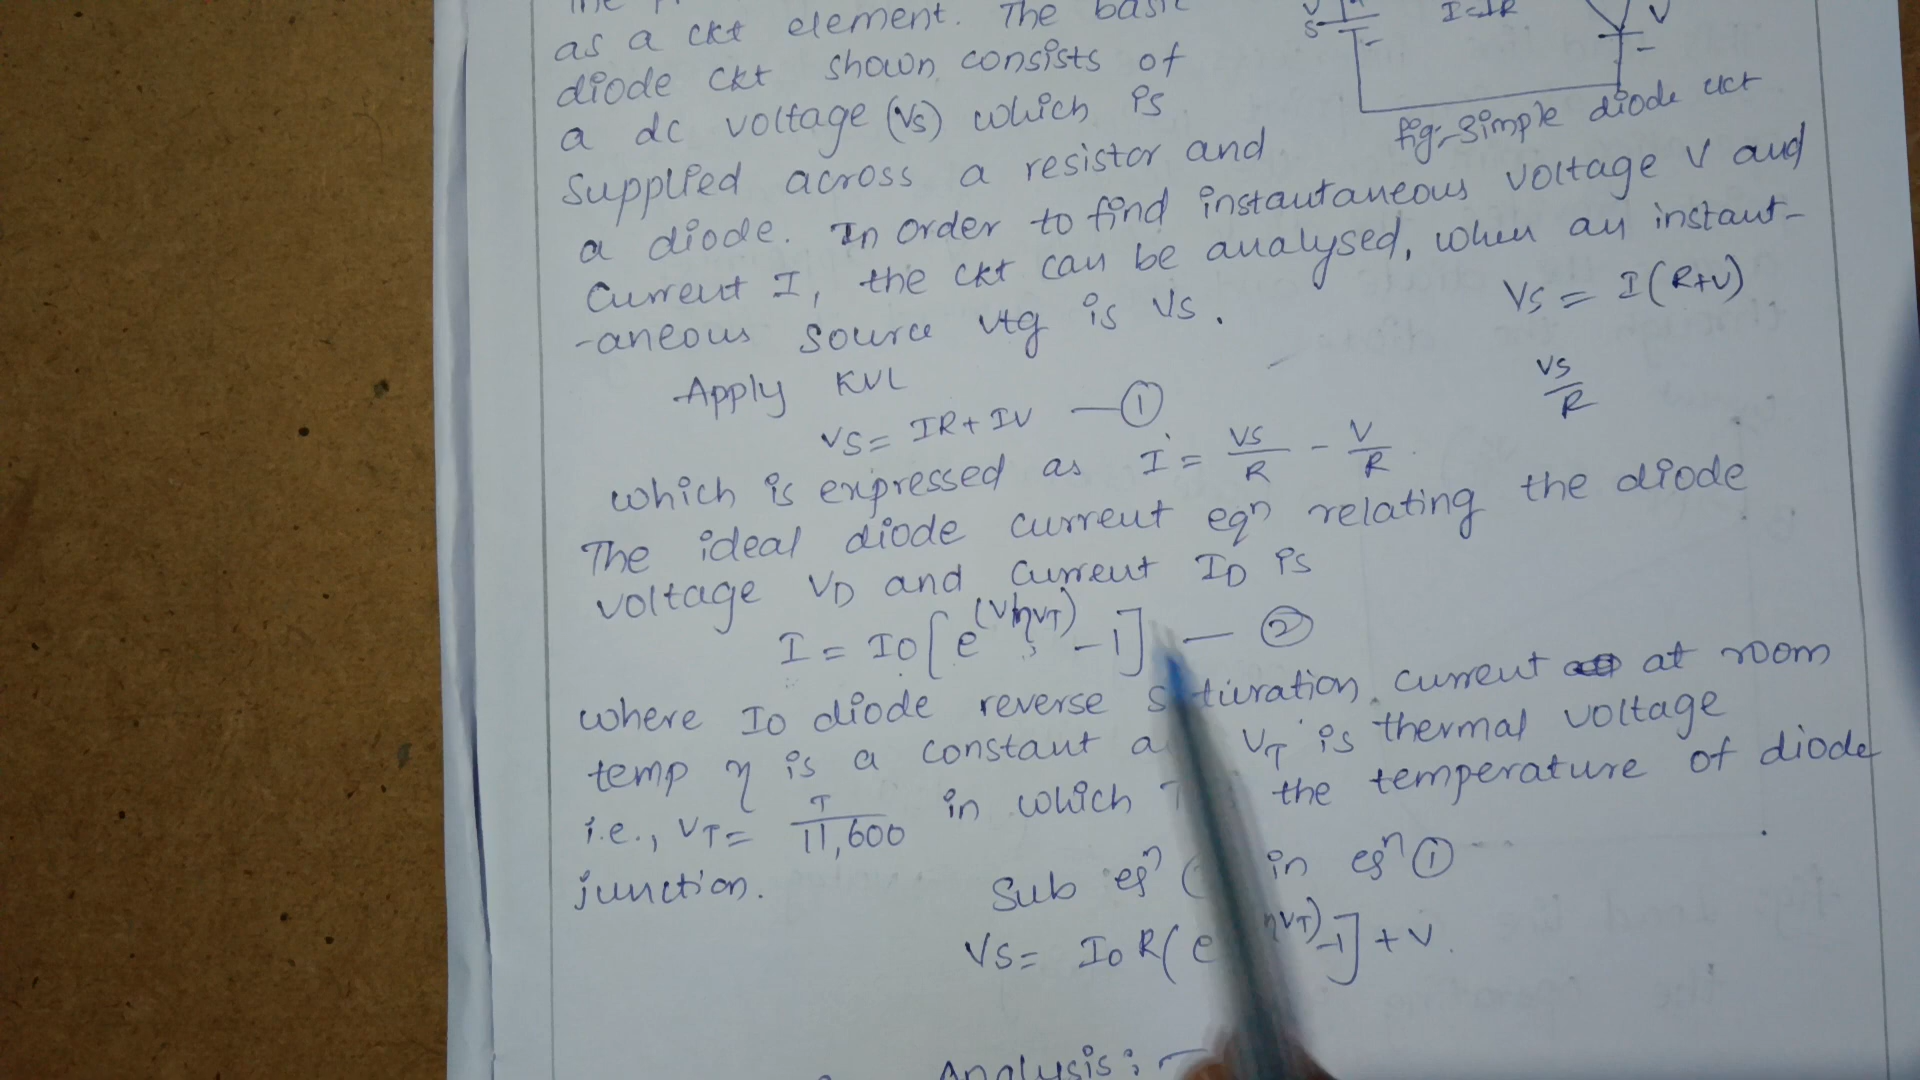 as a ckt element. The basic
diode ckt shown consists of
a dc voltage (Vs) which is
Supplied across a resistor and
a diode. In order to find instantaneous voltage V and
Current I, the ckt can be analysed, when an instant-
-aneous source vtg is Vs.
I=IR
V
fig:-Simple diode
Vs = I(R+V)
Vs/R
Apply KVL
Vs = IR + IV — ①
which is expressed as I = Vs/R - V/R
The ideal diode current eqn relating the diode
voltage VD and current ID is
I = Io[e^(V/ηVT) -1] — ②
where Io diode reverse saturation current at room
temp η is a constant VT is thermal voltage
i.e., VT = T/11,600 in which T the temperature of diode
junction.
Sub eqn in eqn ①
Vs = IoR(e ηVT) -1] + V.
Analysis:-